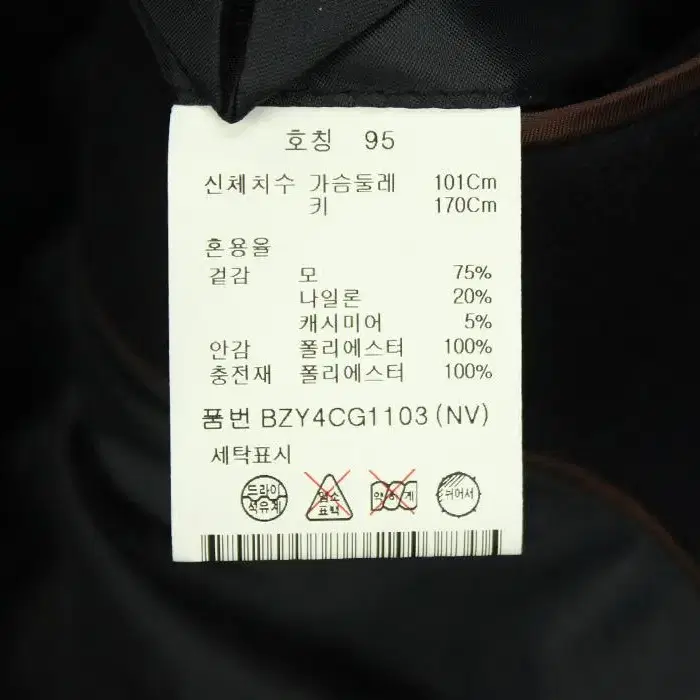 호칭 95
신체치수 가슴둘레 101Cm
키 170Cm
혼용율
겉감 모 75%
나일론 20%
캐시미어 5%
안감 폴리에스터 100%
충전재 폴리에스터 100%
품번 BZY4CG1103(NV)
세탁표시
드라이
석유계
염소
표백
뉘어서